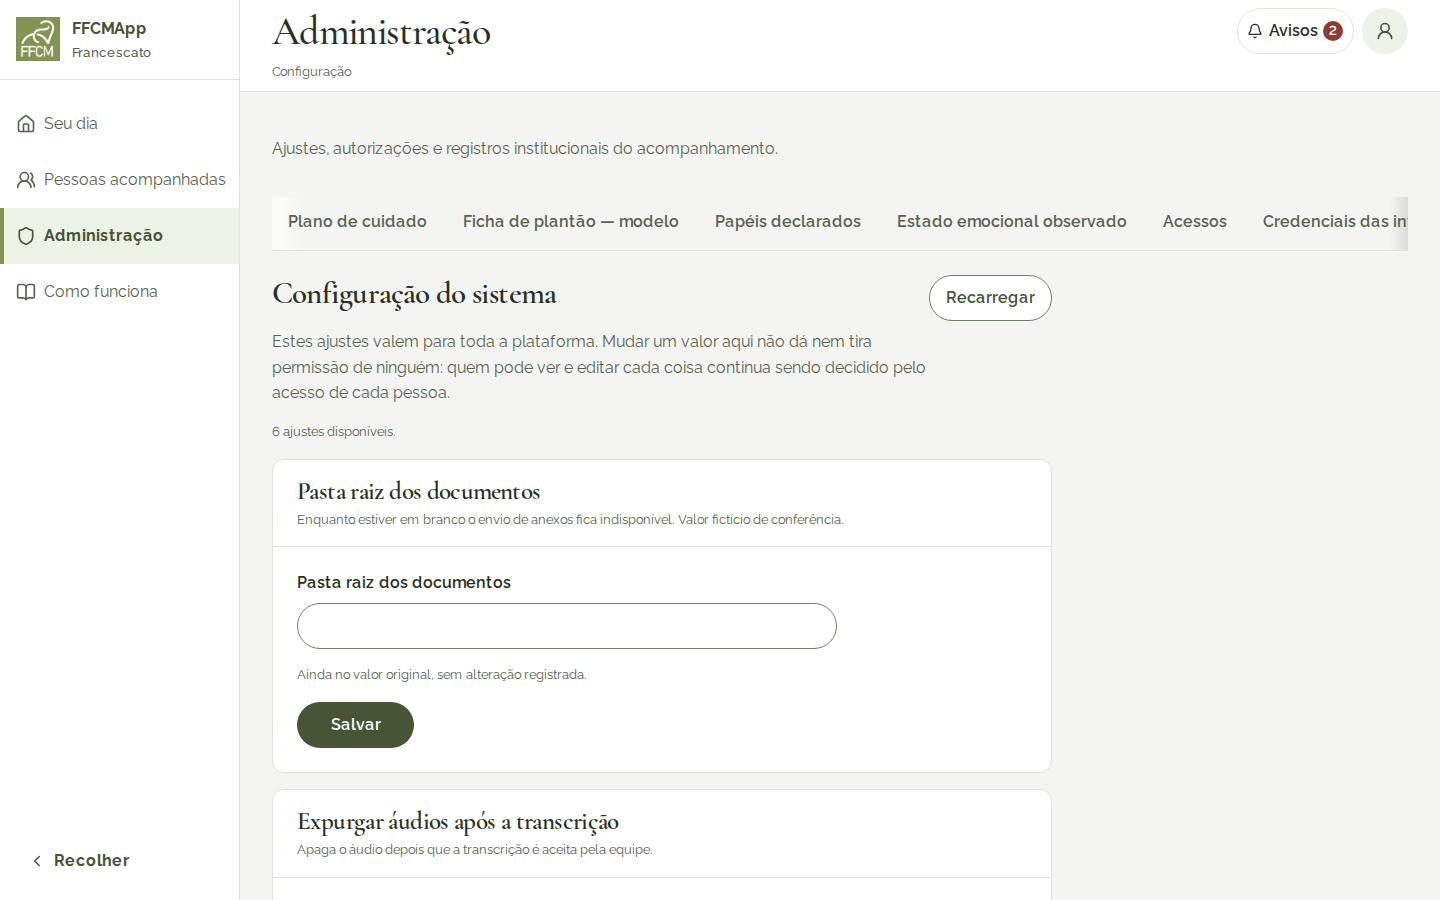 FFCM
FFCMApp
Francescato
Seu dia
Pessoas acompanhadas
Administração
Como funciona
Recolher
Administração
Configuração
Avisos 2
Ajustes, autorizações e registros institucionais do acompanhamento.
Plano de cuidado Ficha de plantão — modelo Papéis declarados Estado emocional observado Acessos Credenciais das in
Configuração do sistema
Recarregar
Estes ajustes valem para toda a plataforma. Mudar um valor aqui não dá nem tira
permissão de ninguém: quem pode ver e editar cada coisa continua sendo decidido pelo
acesso de cada pessoa.
6 ajustes disponíveis.
Pasta raiz dos documentos
Enquanto estiver em branco o envio de anexos fica indisponível. Valor fictício de conferência.
Pasta raiz dos documentos
Ainda no valor original, sem alteração registrada.
Salvar
Expurgar áudios após a transcrição
Apaga o áudio depois que a transcrição é aceita pela equipe.